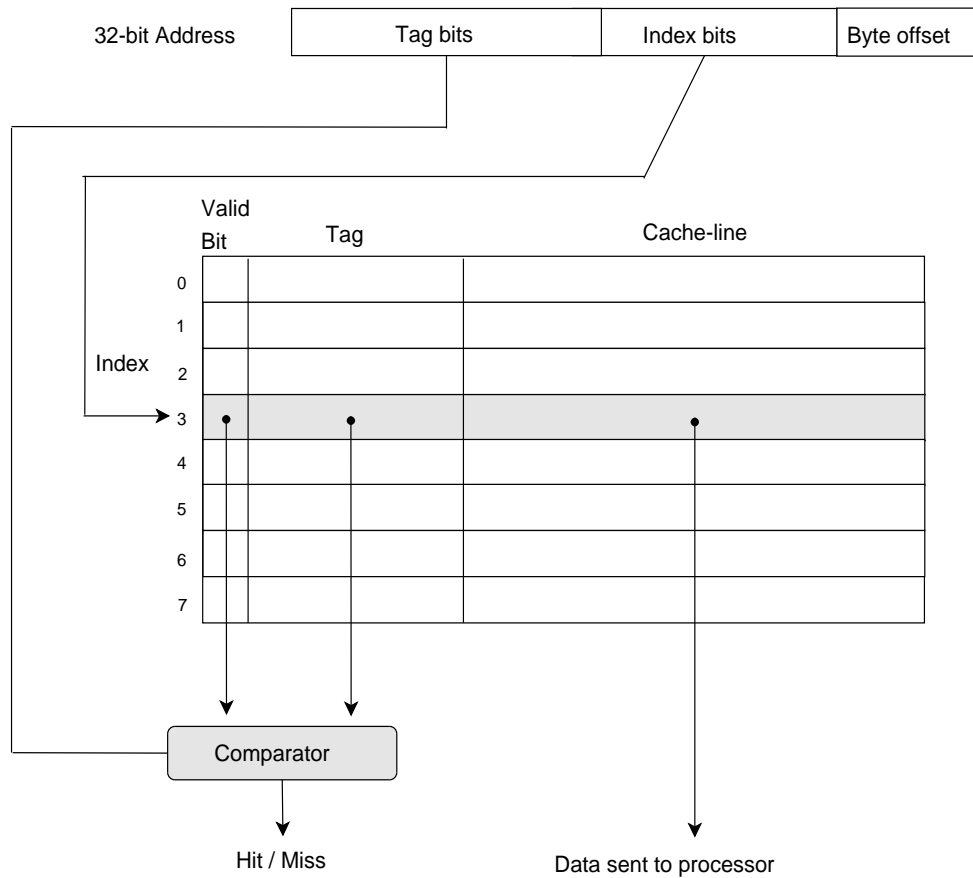 32-bit Address Tag bits Index bits Byte offset
Valid
Bit Tag Cache-line
0
1
Index
2
3
4
5
6
7
Comparator
Hit / Miss Data sent to processor